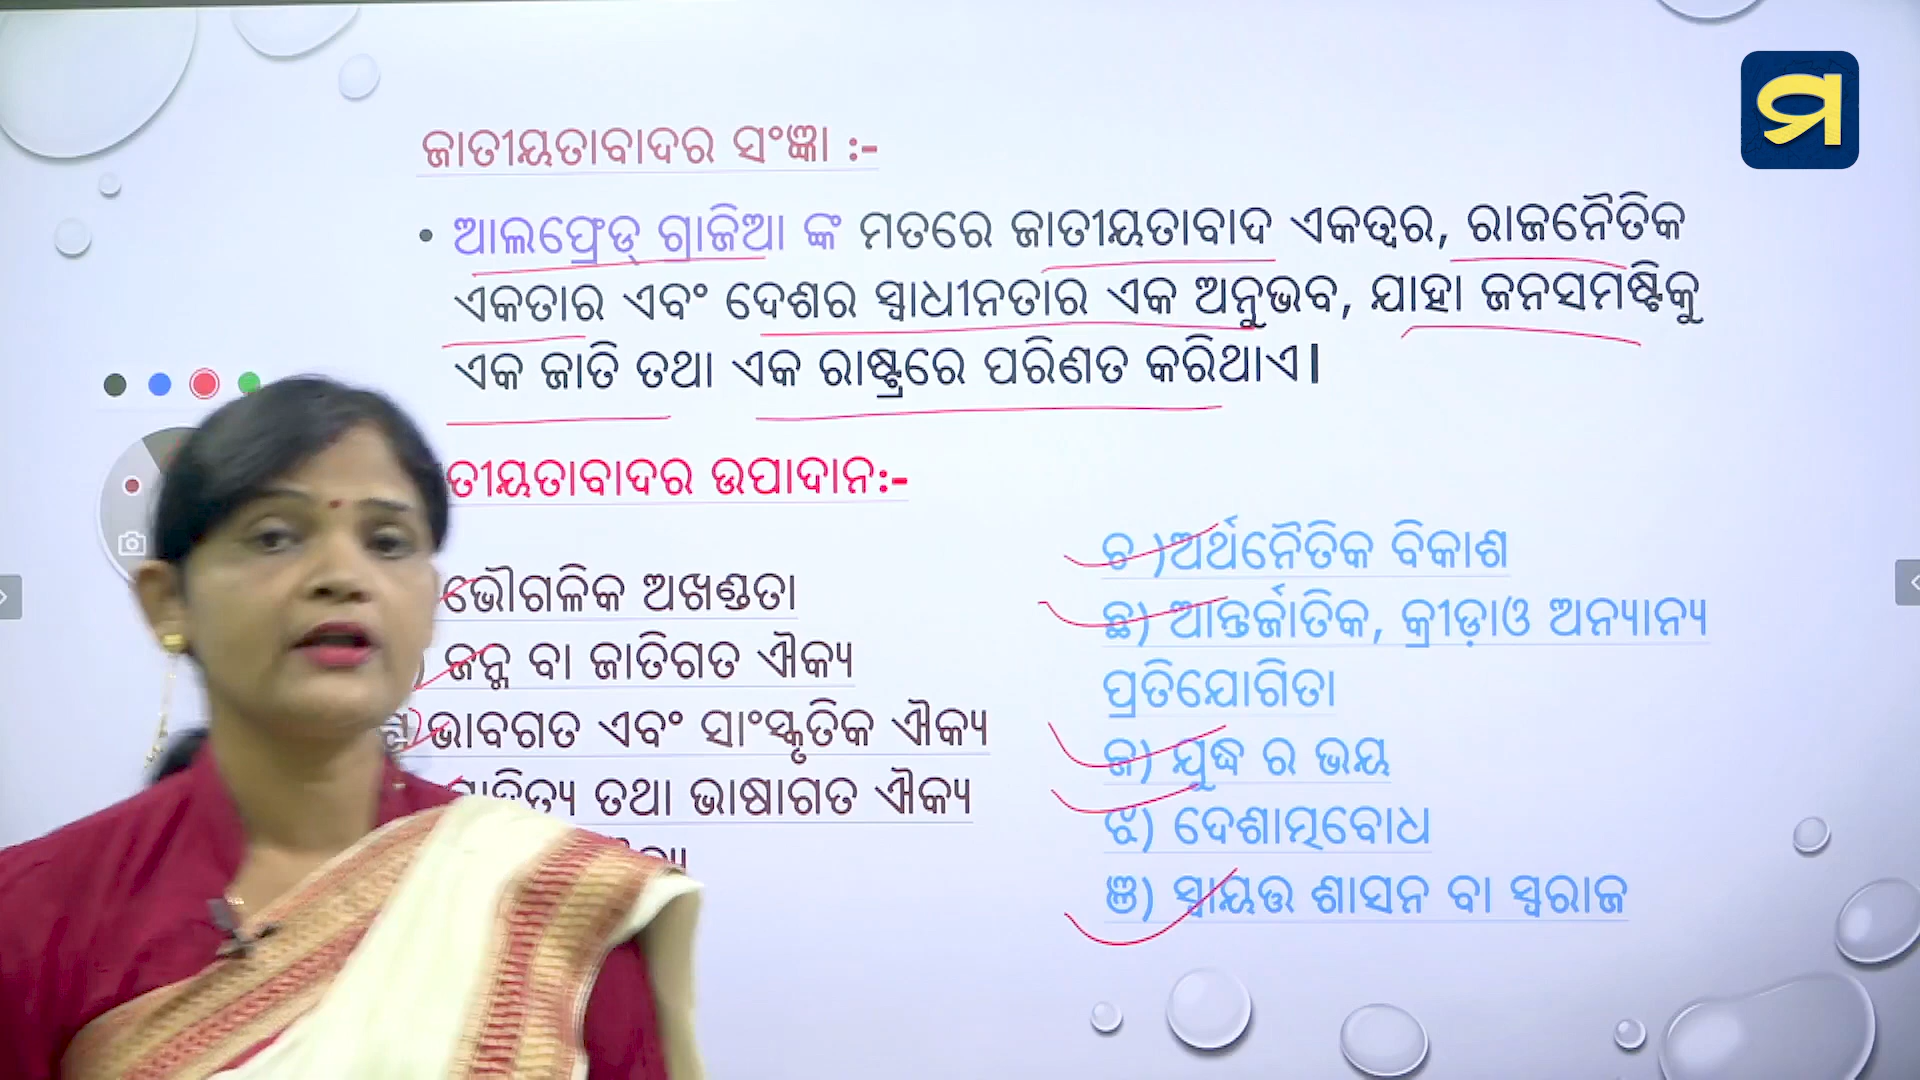 ମ
ଜାତୀୟତାବାଦର ସଂଜ୍ଞା :-
• ଆଲଫ୍ରେଡ୍ ଗ୍ରାଜିଆ ଙ୍କ ମତରେ ଜାତୀୟତାବାଦ ଏକତ୍ୱର, ରାଜନୈତିକ
ଏକତାର ଏବଂ ଦେଶର ସ୍ୱାଧୀନତାର ଏକ ଅନୁଭବ, ଯାହା ଜନସମଷ୍ଟିକୁ
ଏକ ଜାତି ତଥା ଏକ ରାଷ୍ଟ୍ରରେ ପରିଣତ କରିଥାଏ।
ତୀୟତାବାଦର ଉପାଦାନ:-
ଭୌଗଳିକ ଅଖଣ୍ଡତା
) ଜନ୍ମ ବା ଜାତିଗତ ଐକ୍ୟ
) ଭାବଗତ ଏବଂ ସାଂସ୍କୃତିକ ଐକ୍ୟ
ତଥା ଭାଷାଗତ ଐକ୍ୟ
ଚ )ଅର୍ଥନୈତିକ ବିକାଶ
ଛ) ଆନ୍ତର୍ଜାତିକ, କ୍ରୀଡ଼ାଓ ଅନ୍ୟାନ୍ୟ
ପ୍ରତିଯୋଗିତା
ଜ) ଯୁଦ୍ଧ ର ଭୟ
ଝ) ଦେଶାତ୍ମବୋଧ
ଞ) ସ୍ୱାୟତ୍ତ ଶାସନ ବା ସ୍ୱରାଜ